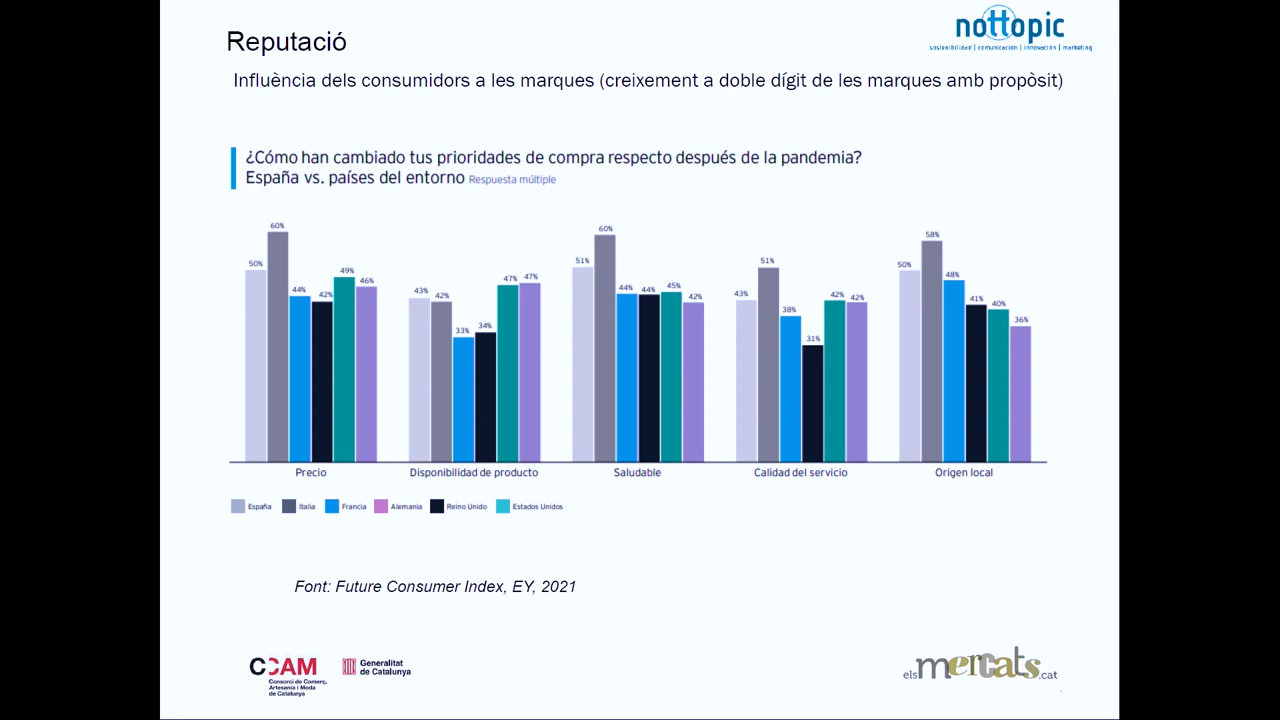 Reputació
nottopic
sostenibilidad | comunicación | innovación | marketing
Influència dels consumidors a les marques (creixement a doble dígit de les marques amb propòsit)
¿Cómo han cambiado tus prioridades de compra respecto después de la pandemia?
España vs. países del entorno Respuesta múltiple
50% 60% 44% 42% 49% 46%
43% 42% 33% 34% 47% 47%
51% 60% 44% 44% 45% 42%
43% 51% 38% 31% 42% 42%
50% 58% 48% 41% 40% 36%
Precio Disponibilidad de producto Saludable Calidad del servicio Origen local
España Italia Francia Alemania Reino Unido Estados Unidos
Font: Future Consumer Index, EY, 2021
CCAM
Consorci de Comerç,
Artesania i Moda
de Catalunya
Generalitat
de Catalunya
els mercats.cat